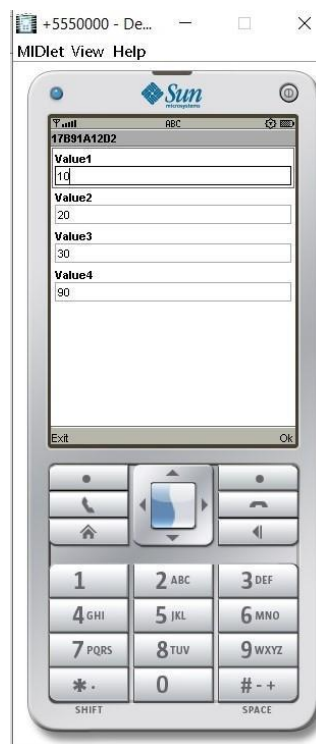 +5550000 - De...
MIDlet View Help
Sun
microsystems
ABC
17B91A12D2
Value1
10
Value2
20
Value3
30
Value4
90
Exit Ok
1 2 ABC 3 DEF
4 GHI 5 JKL 6 MNO
7 PQRS 8 TUV 9 WXYZ
* . 0 # - +
SHIFT SPACE